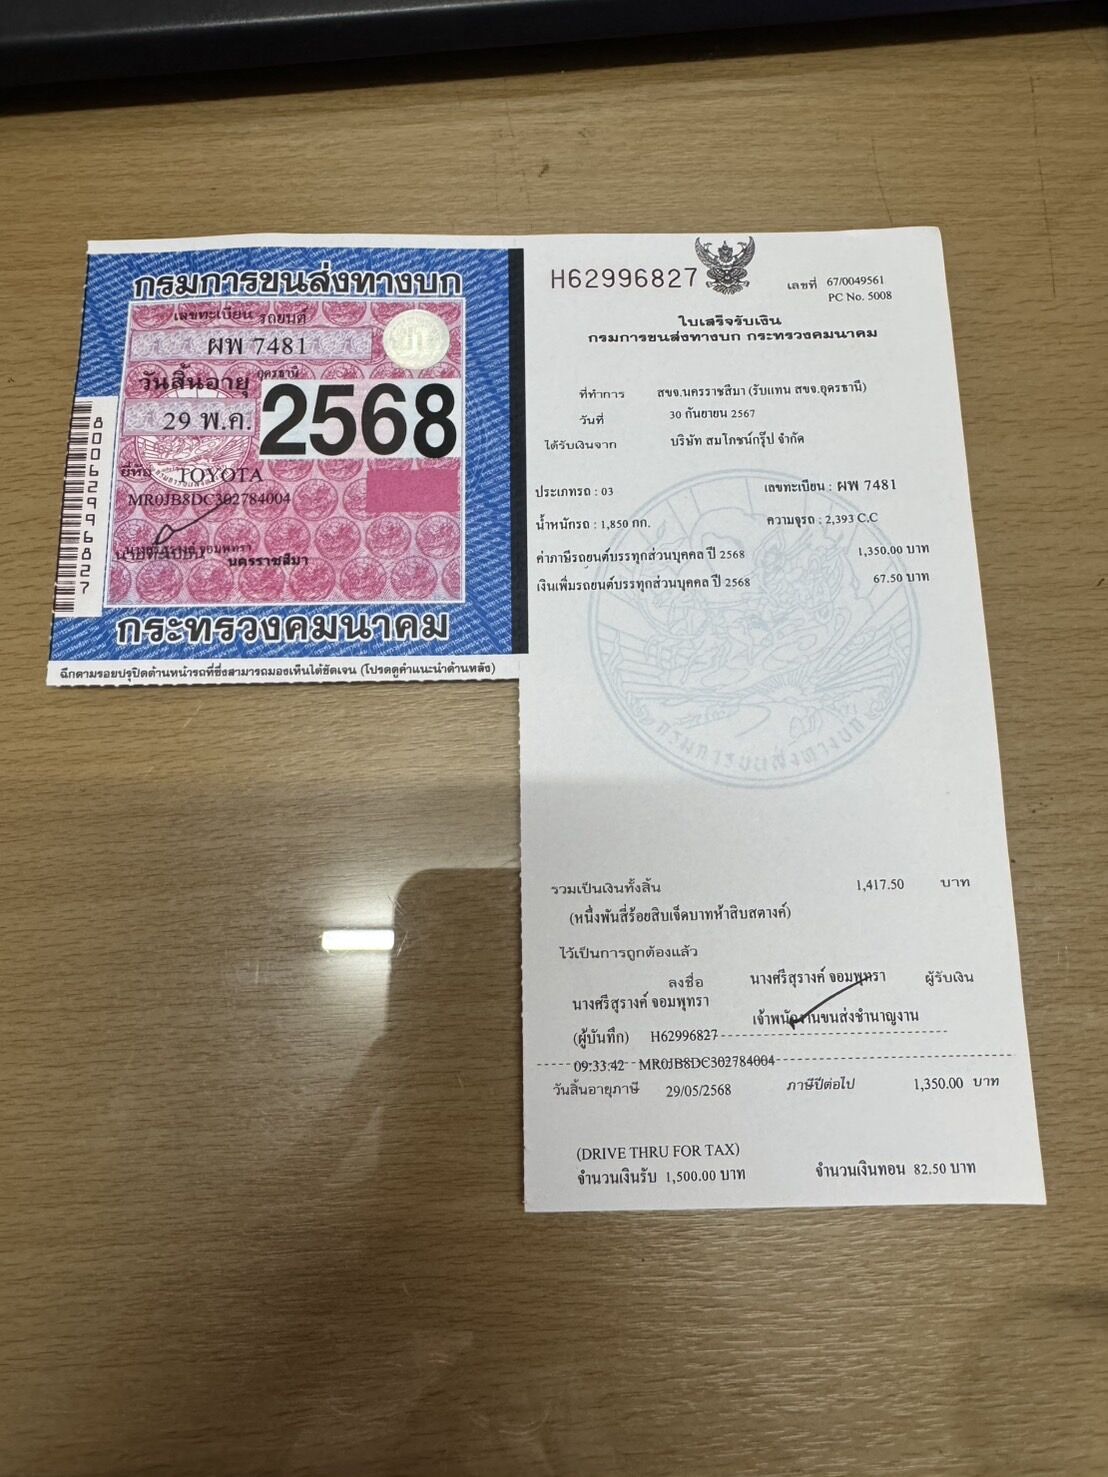 กรมการขนส่งทางบก
เลขทะเบียน รถยนต์
ผพ 7481
วันสิ้นอายุ อุดรธานี
29 พ.ค. 2568
ยี่ห้อ TOYOTA
MR0JB8DC302784004
นครราชสีมา
กระทรวงคมนาคม
ฉีกตามรอยปรุปิดด้านหน้ารถที่ซึ่งสามารถมองเห็นได้ชัดเจน (โปรดดูคำแนะนำด้านหลัง)
80062996827
H62996827
เลขที่ 67/0049561
PC No. 5008
ใบเสร็จรับเงิน
กรมการขนส่งทางบก กระทรวงคมนาคม
ที่ทำการ สขจ.นครราชสีมา (รับแทน สขจ.อุดรธานี)
วันที่ 30 กันยายน 2567
ได้รับเงินจาก บริษัท สมโภชน์กรุ๊ป จำกัด
ประเภทรถ : 03 เลขทะเบียน : ผพ 7481
น้ำหนักรถ : 1,850 กก. ความจุรถ : 2,393 C.C
ค่าภาษีรถยนต์บรรทุกส่วนบุคคล ปี 2568 1,350.00 บาท
เงินเพิ่มรถยนต์บรรทุกส่วนบุคคล ปี 2568 67.50 บาท
กรมการขนส่งทางบก
รวมเป็นเงินทั้งสิ้น 1,417.50 บาท
(หนึ่งพันสี่ร้อยสิบเจ็ดบาทห้าสิบสตางค์)
ไว้เป็นการถูกต้องแล้ว
ลงชื่อ นางศรีสุรางค์ จอมพุทรา ผู้รับเงิน
นางศรีสุรางค์ จอมพุทรา
เจ้าพนักงานขนส่งชำนาญงาน
(ผู้บันทึก) H62996827
09:33:42 MR0JB8DC302784004
วันสิ้นอายุภาษี 29/05/2568 ภาษีปีต่อไป 1,350.00 บาท
(DRIVE THRU FOR TAX)
จำนวนเงินรับ 1,500.00 บาท จำนวนเงินทอน 82.50 บาท